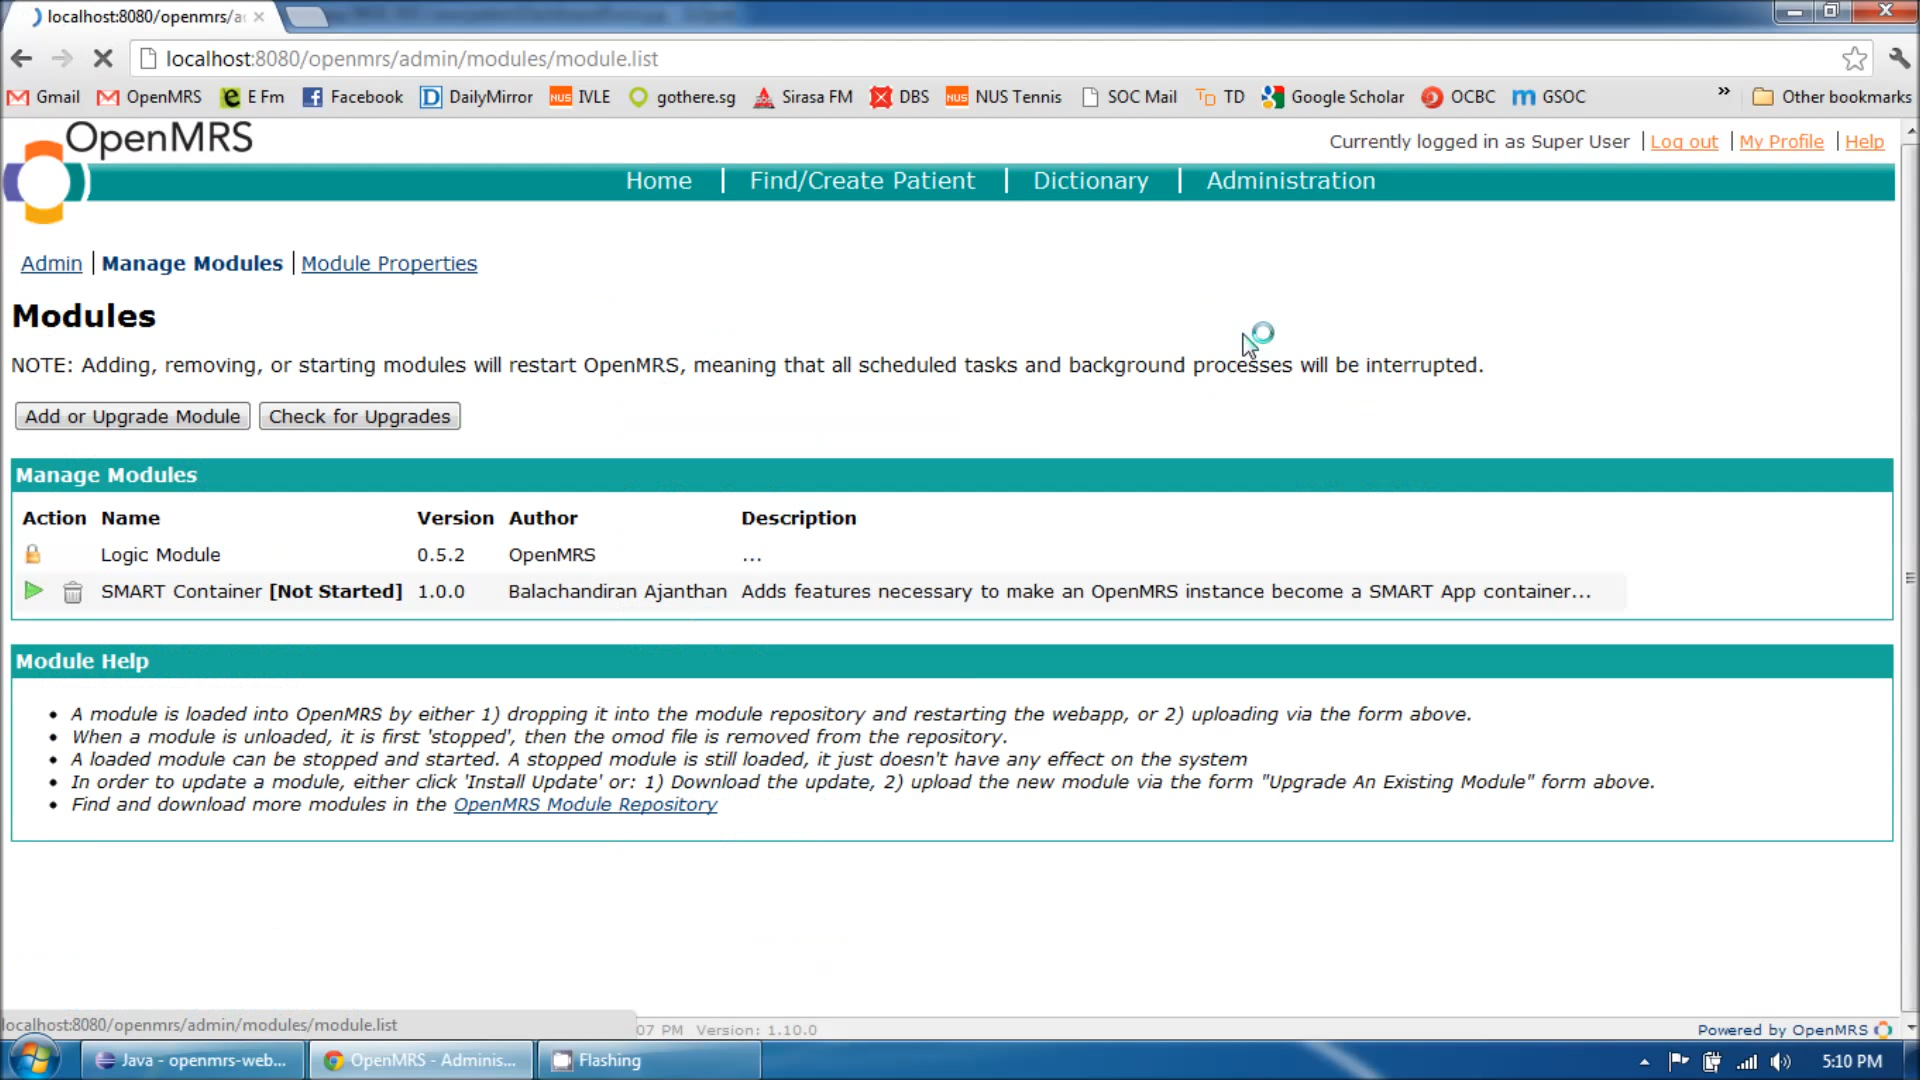 localhost:8080/openmrs/ac
localhost:8080/openmrs/admin/modules/module.list
Gmail OpenMRS E Fm Facebook DailyMirror IVLE gothere.sg Sirasa FM DBS NUS Tennis SOC Mail TD Google Scholar OCBC GSOC » Other bookmarks
OpenMRS
Currently logged in as Super User | Log out | My Profile | Help
Home | Find/Create Patient | Dictionary | Administration
Admin | Manage Modules | Module Properties
Modules
NOTE: Adding, removing, or starting modules will restart OpenMRS, meaning that all scheduled tasks and background processes will be interrupted.
Add or Upgrade Module Check for Upgrades
Manage Modules
Action Name Version Author Description
Logic Module 0.5.2 OpenMRS ...
SMART Container [Not Started] 1.0.0 Balachandiran Ajanthan Adds features necessary to make an OpenMRS instance become a SMART App container...
Module Help
• A module is loaded into OpenMRS by either 1) dropping it into the module repository and restarting the webapp, or 2) uploading via the form above.
• When a module is unloaded, it is first 'stopped', then the omod file is removed from the repository.
• A loaded module can be stopped and started. A stopped module is still loaded, it just doesn't have any effect on the system
• In order to update a module, either click 'Install Update' or: 1) Download the update, 2) upload the new module via the form "Upgrade An Existing Module" form above.
• Find and download more modules in the OpenMRS Module Repository
localhost:8080/openmrs/admin/modules/module.list
07 PM Version: 1.10.0
Powered by OpenMRS
Java - openmrs-web... OpenMRS - Adminis... Flashing 5:10 PM